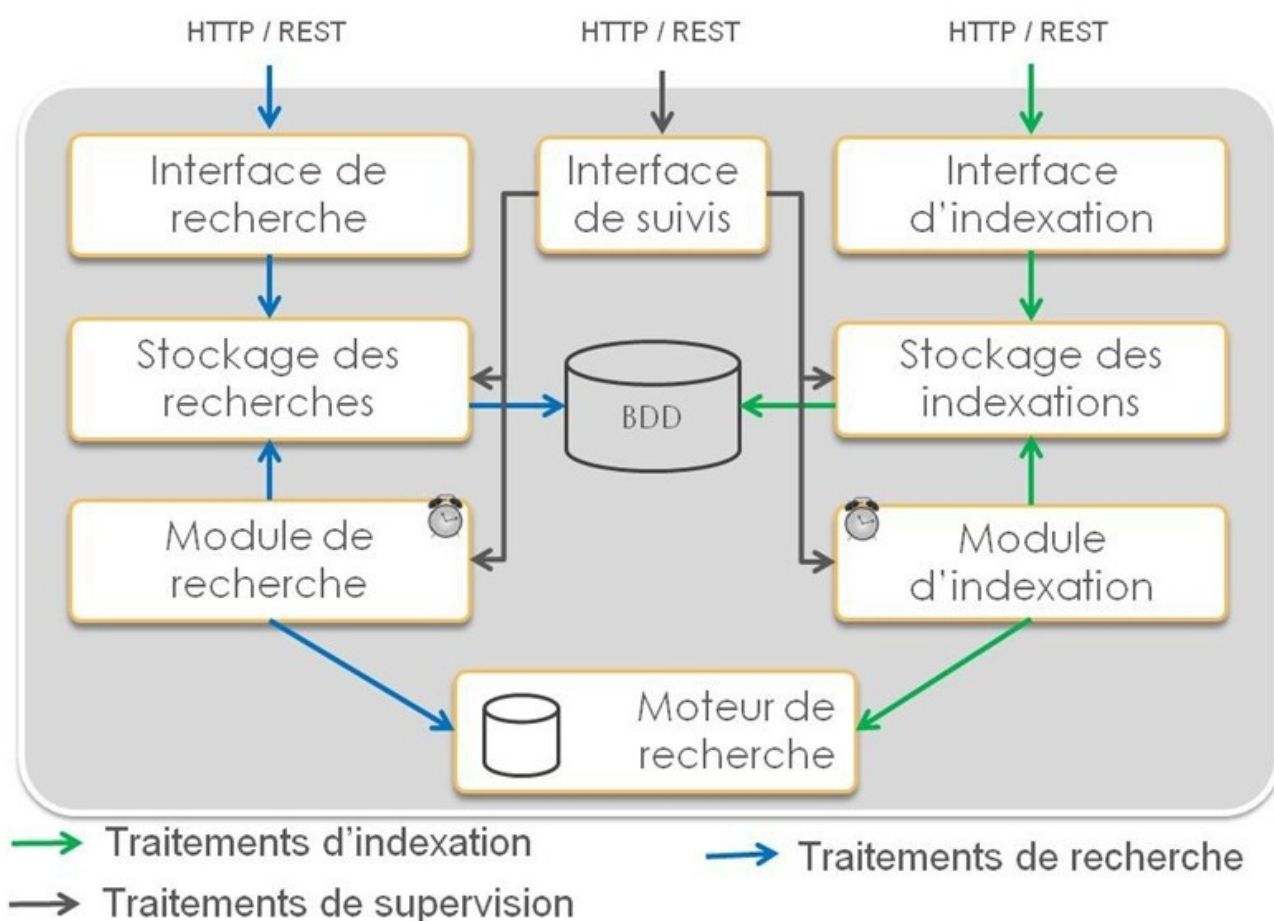 HTTP / REST
HTTP / REST
HTTP / REST
Interface de
recherche
Interface
de suivis
Interface
d'indexation
Stockage des
recherches
BDD
Stockage des
indexations
Module de
recherche
Module
d'indexation
Moteur de
recherche
Traitements d'indexation
Traitements de recherche
Traitements de supervision